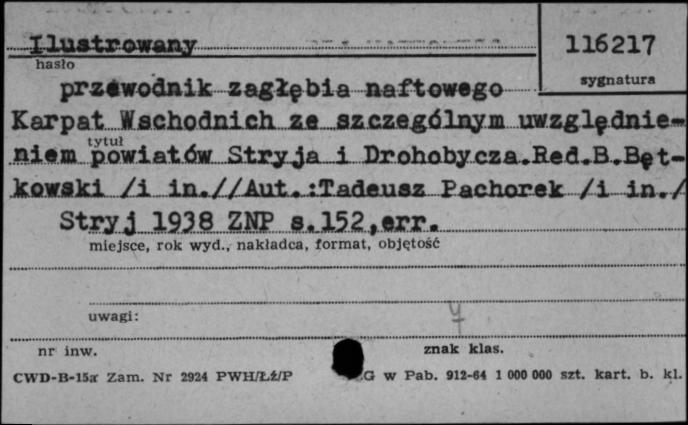 Ilustrowany
116217
hasło
sygnatura
przewodnik zagłębia naftowego
Karpat Wschodnich ze szczególnym uwzględnie-
tytuł
niem powiatów Stryja i Drohobycza.Red.B.Bęt-
kowski /i in.//Aut.:Tadeusz Pachorek /i in./
Stryj 1938 ZNP s.152,err.
miejsce, rok wyd., nakładca, format, objętość
uwagi:
nr inw.
znak klas.
CWD-B-15a Zam. Nr 2924 PWH/Łź/P
G w Pab. 912-64 1 000 000 szt. kart. b. kl.